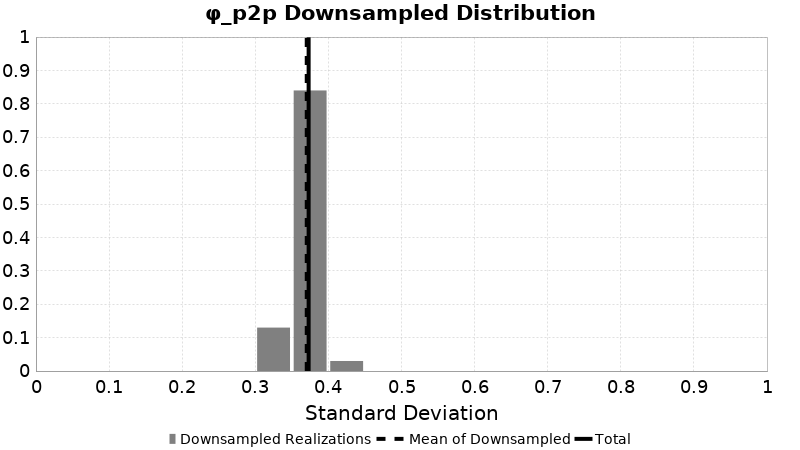 φ_p2p Downsampled Distribution
1
0.9
0.8
0.7
0.6
0.5
0.4
0.3
0.2
0.1
0
0 0.1 0.2 0.3 0.4 0.5 0.6 0.7 0.8 0.9 1
Standard Deviation
Downsampled Realizations Mean of Downsampled Total